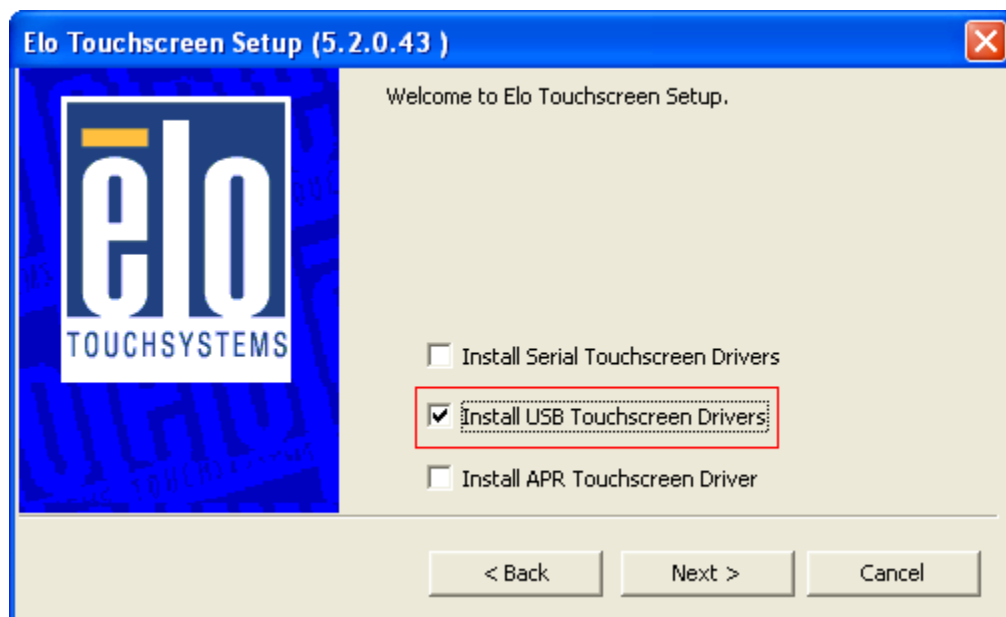 Elo Touchscreen Setup (5.2.0.43 )
Welcome to Elo Touchscreen Setup.
ēlo
TOUCHSYSTEMS
Install Serial Touchscreen Drivers
Install USB Touchscreen Drivers
Install APR Touchscreen Driver
< Back
Next >
Cancel